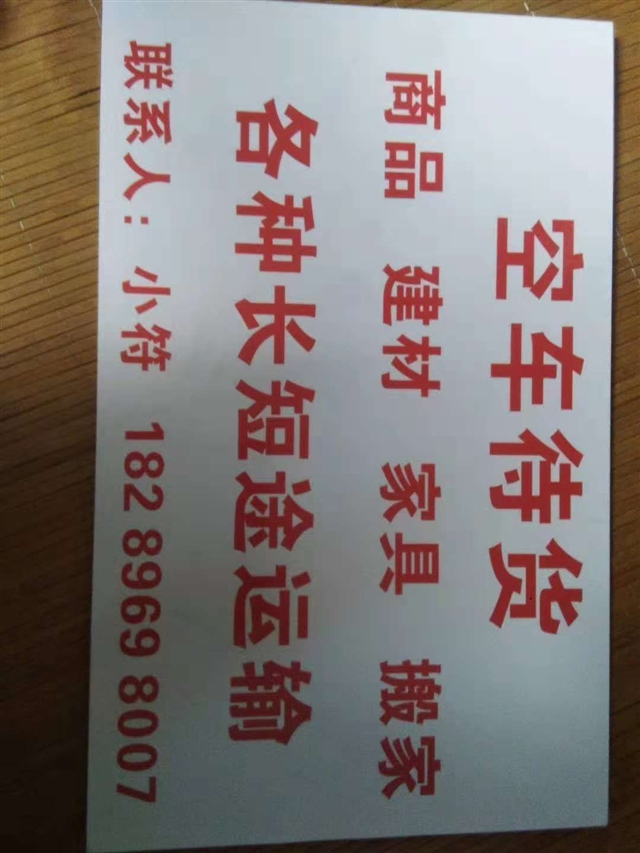 空车待货
商品 建材 家具 搬家
各种长短途运输
联系人：小符 182 8969 8007